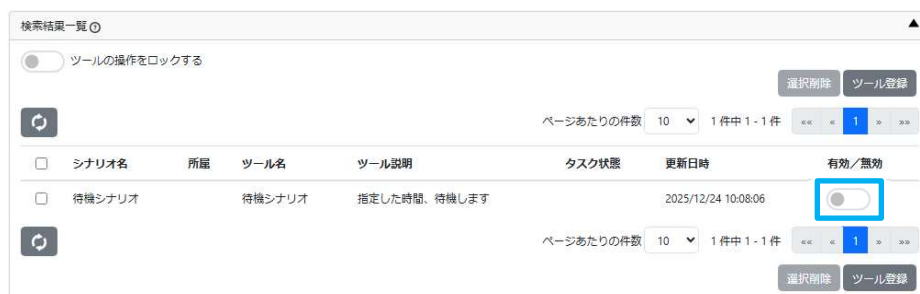 検索結果一覧?
ツールの操作をロックする
選択削除 ツール登録
ページあたりの件数 10 1 件中 1 - 1 件 «« « 1 » »»
シナリオ名 所属 ツール名 ツール説明 タスク状態 更新日時 有効／無効
待機シナリオ 待機シナリオ 指定した時間、待機します 2025/12/24 10:08:06
ページあたりの件数 10 1 件中 1 - 1 件 «« « 1 » »»
選択削除 ツール登録